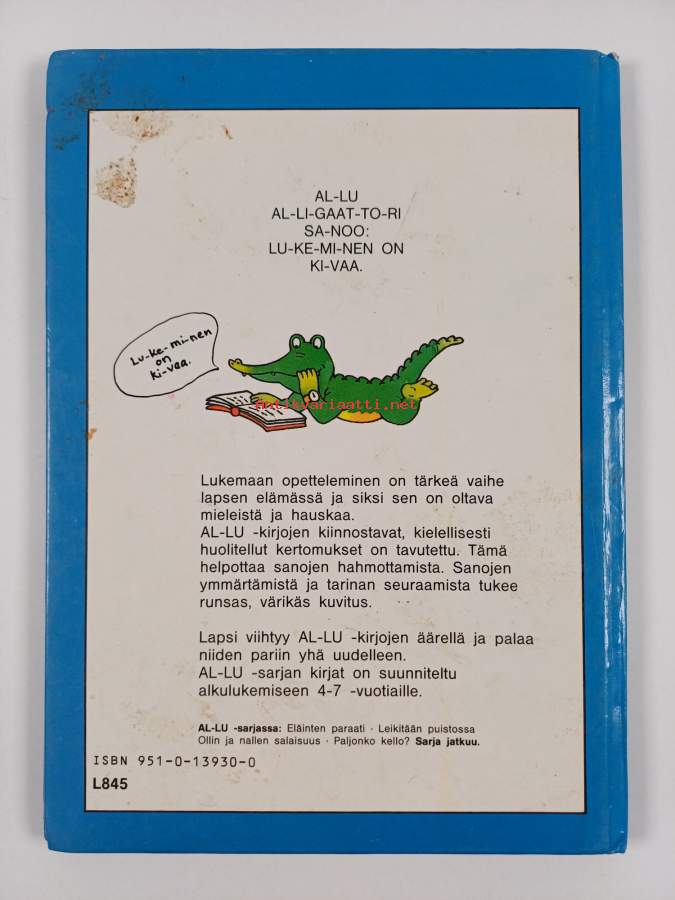 AL-LU
AL-LI-GAAT-TO-RI
SA-NOO:
LU-KE-MI-NEN ON
KI-VAA.
Lu-ke-mi-nen
on
ki-vaa.
antikvariaatti.net
Lukemaan opetteleminen on tärkeä vaihe
lapsen elämässä ja siksi sen on oltava
mieleistä ja hauskaa.
AL-LU -kirjojen kiinnostavat, kielellisesti
huolitellut kertomukset on tavutettu. Tämä
helpottaa sanojen hahmottamista. Sanojen
ymmärtämistä ja tarinan seuraamista tukee
runsas, värikäs kuvitus.
Lapsi viihtyy AL-LU -kirjojen äärellä ja palaa
niiden pariin yhä uudelleen.
AL-LU -sarjan kirjat on suunniteltu
alkulukemiseen 4-7 -vuotiaille.
AL-LU -sarjassa: Eläinten paraati · Leikitään puistossa
Ollin ja nallen salaisuus · Paljonko kello? Sarja jatkuu.
ISBN 951-0-13930-0
L845